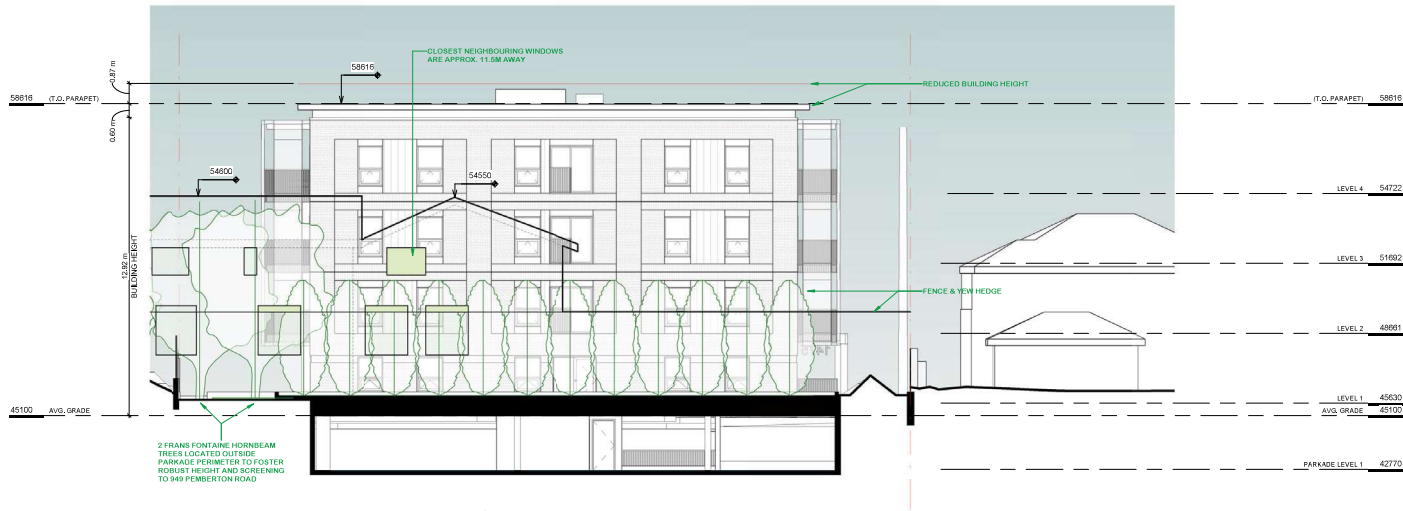 CLOSEST NEIGHBOURING WINDOWS
ARE APPROX. 11.5M AWAY
0.87 m
58616
REDUCED BUILDING HEIGHT
58616 (T.O. PARAPET)
(T.O. PARAPET) 58616
0.60 m
54600
54550
LEVEL 4 54722
12.92 m
BUILDING HEIGHT
LEVEL 3 51692
FENCE & YEW HEDGE
LEVEL 2 48661
LEVEL 1 45630
45100 AVG. GRADE
AVG. GRADE 45100
2 FRANS FONTAINE HORNBEAM
TREES LOCATED OUTSIDE
PARKADE PERIMETER TO FOSTER
ROBUST HEIGHT AND SCREENING
TO 949 PEMBERTON ROAD
PARKADE LEVEL 1 42770